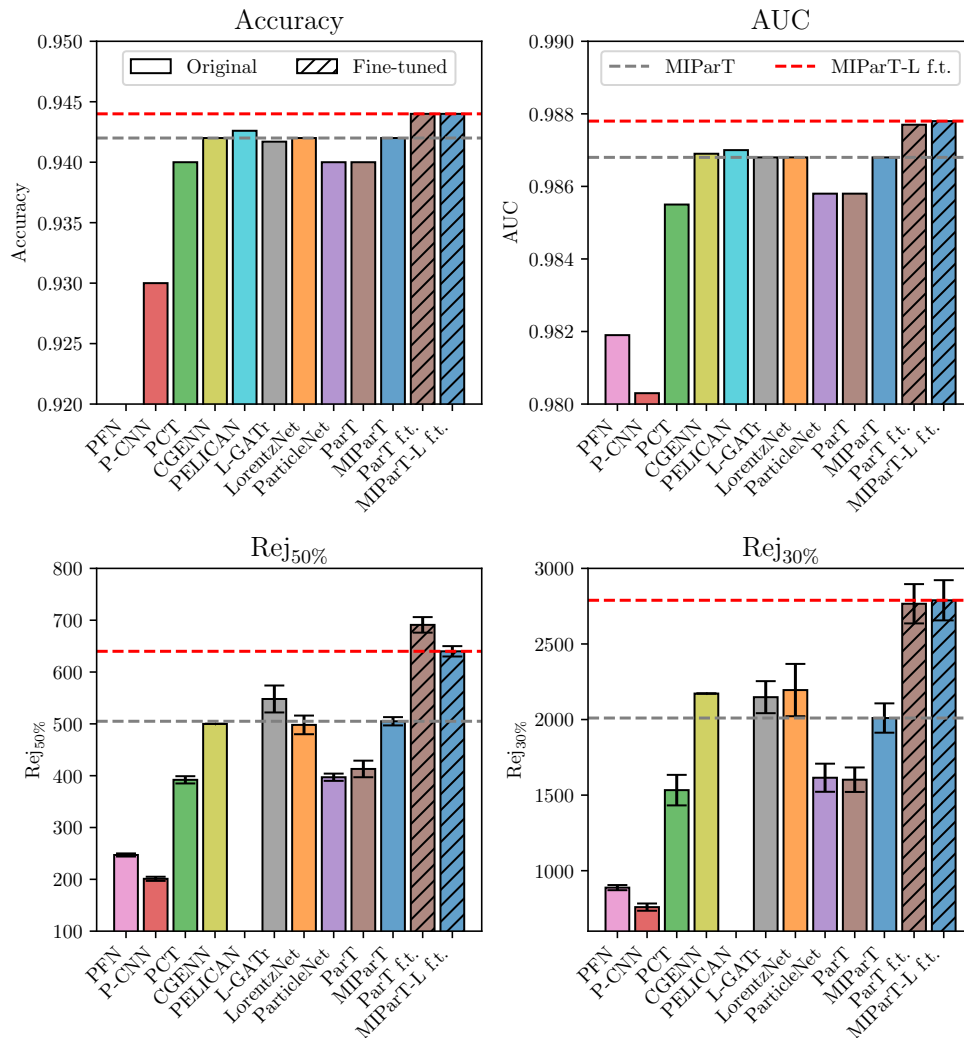 Accuracy
0.950
0.945
0.940
0.935
0.930
0.925
0.920
Accuracy
Original
Fine-tuned
PFN
P-CNN
PCT
CGENN
PELICAN
L-GATr
LorentzNet
ParticleNet
ParT
MIParT
ParT f.t.
MIParT-L f.t.
AUC
0.990
0.988
0.986
0.984
0.982
0.980
AUC
MIParT
MIParT-L f.t.
PFN
P-CNN
PCT
CGENN
PELICAN
L-GATr
LorentzNet
ParticleNet
ParT
MIParT
ParT f.t.
MIParT-L f.t.
Rej50%
800
700
600
500
400
300
200
100
Rej50%
PFN
P-CNN
PCT
CGENN
PELICAN
L-GATr
LorentzNet
ParticleNet
ParT
MIParT
ParT f.t.
MIParT-L f.t.
Rej30%
3000
2500
2000
1500
1000
Rej30%
PFN
P-CNN
PCT
CGENN
PELICAN
L-GATr
LorentzNet
ParticleNet
ParT
MIParT
ParT f.t.
MIParT-L f.t.